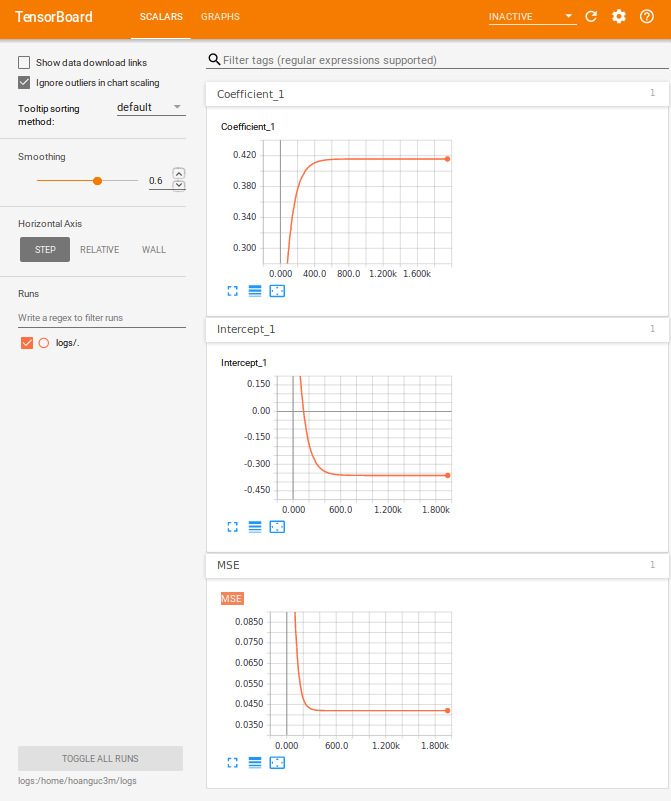 TensorBoard
SCALARS
GRAPHS
INACTIVE
Show data download links
Ignore outliers in chart scaling
Tooltip sorting
method:
default
Smoothing
0.6
Horizontal Axis
STEP
RELATIVE
WALL
Runs
Write a regex to filter runs
logs/.
TOGGLE ALL RUNS
logs:/home/hoanguc3m/logs
Filter tags (regular expressions supported)
Coefficient_1
1
Coefficient_1
0.420
0.380
0.340
0.300
0.000 400.0 800.0 1.200k 1.600k
Intercept_1
1
Intercept_1
0.150
0.00
-0.150
-0.300
-0.450
0.000 600.0 1.200k 1.800k
MSE
1
MSE
0.0850
0.0750
0.0650
0.0550
0.0450
0.0350
0.000 600.0 1.200k 1.800k